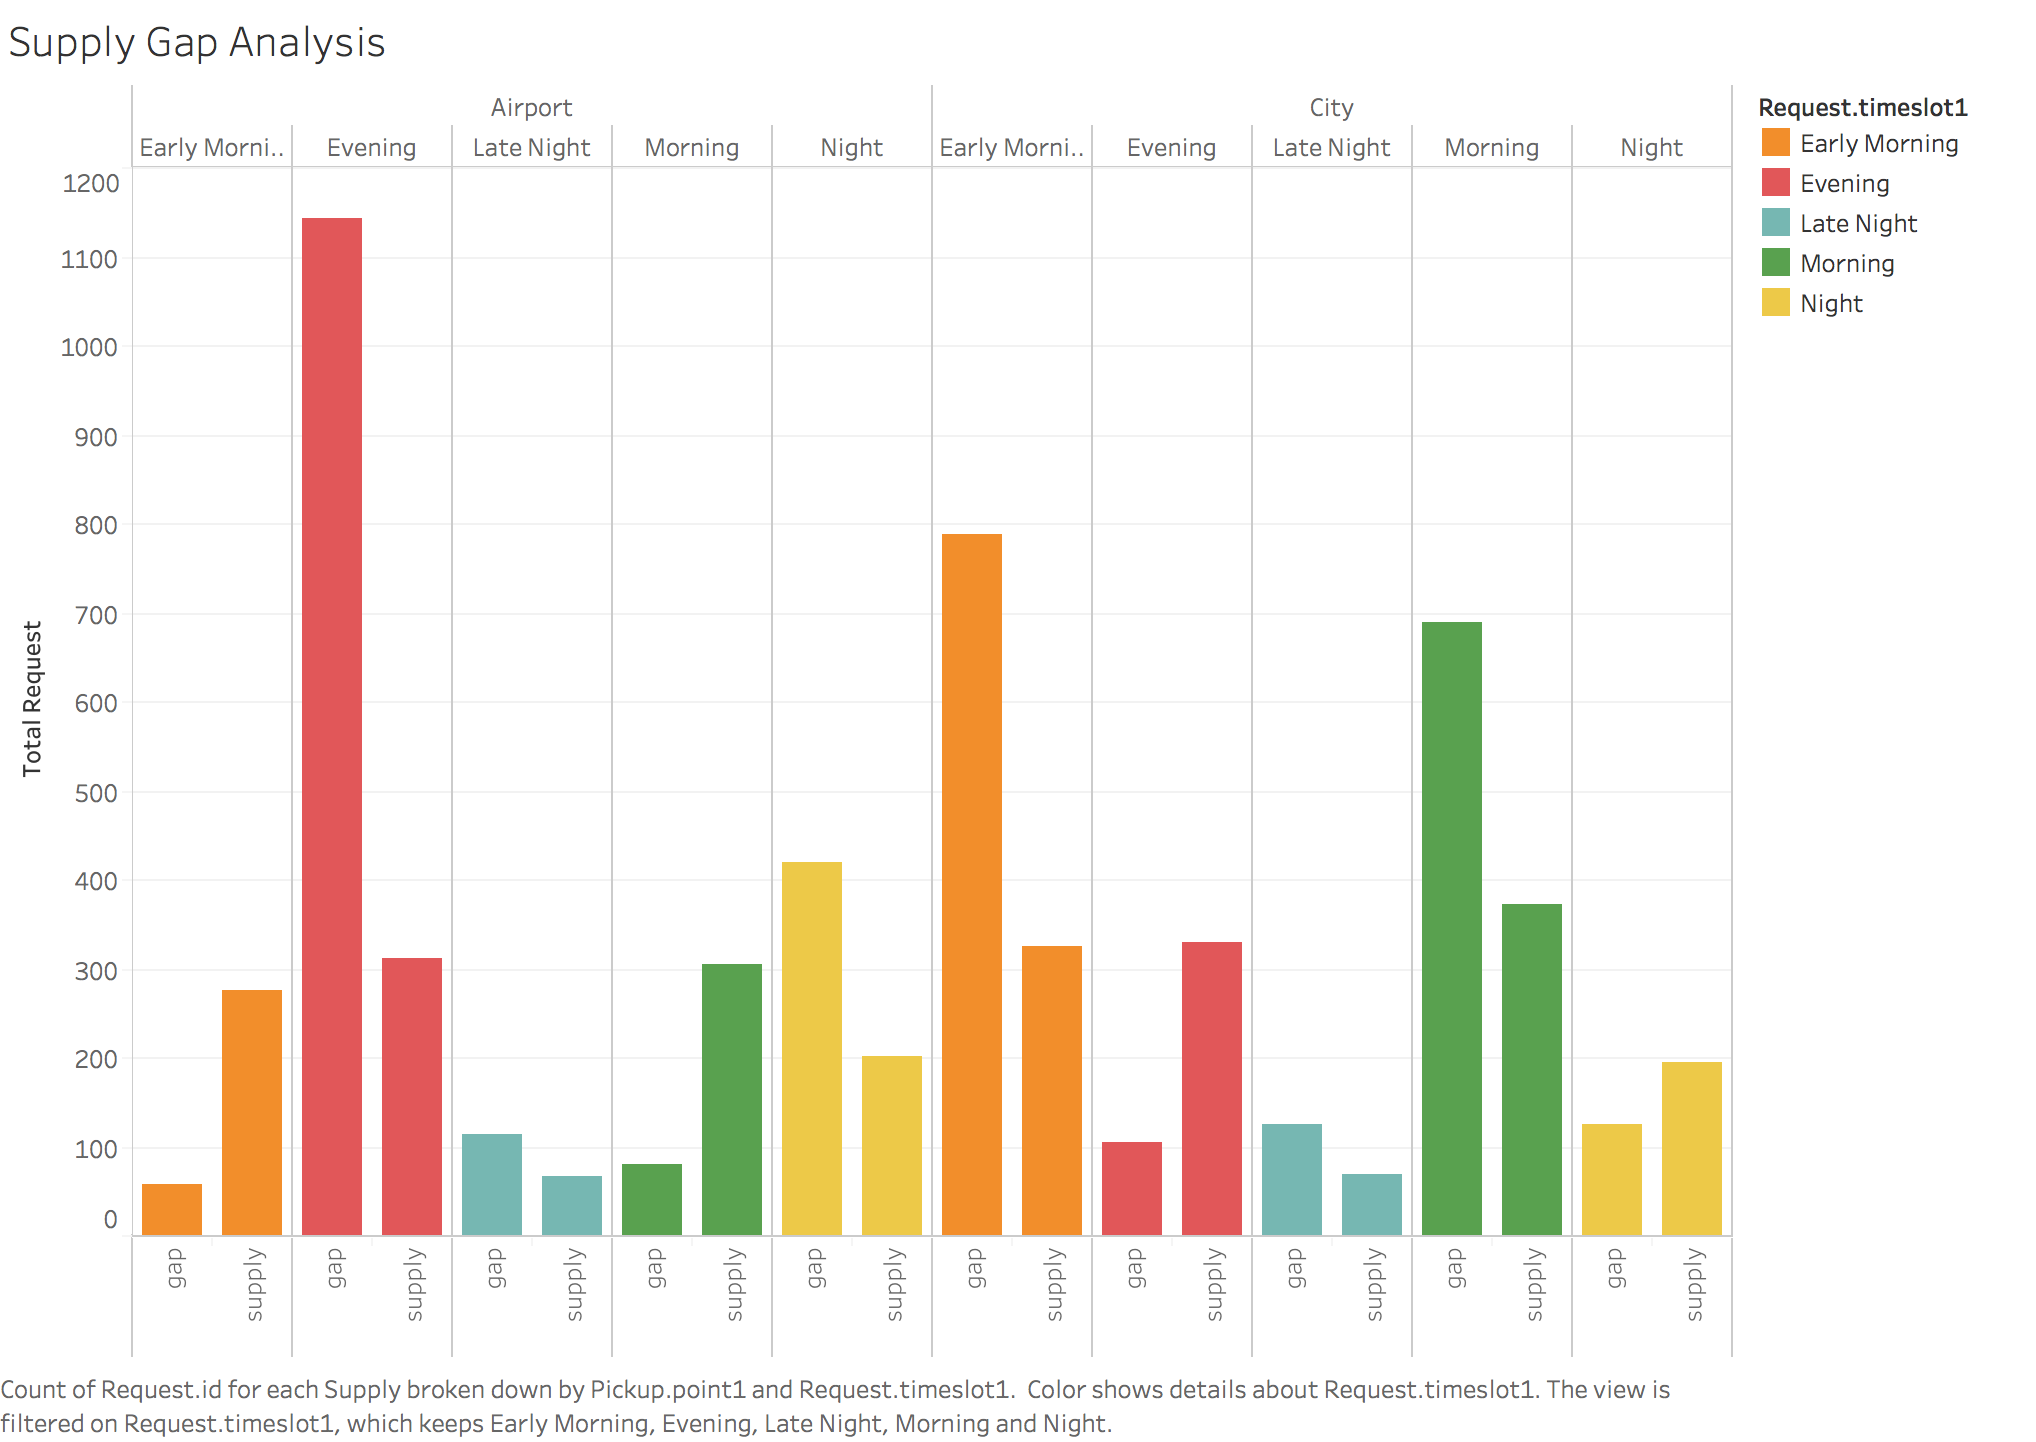 Supply Gap Analysis
Airport City
Early Morni.. Evening Late Night Morning Night Early Morni.. Evening Late Night Morning Night
Request.timeslot1
Early Morning
Evening
Late Night
Morning
Night
1200
1100
1000
900
800
700
600
500
400
300
200
100
0
Total Request
gap supply gap supply gap supply gap supply gap supply gap supply gap supply gap supply gap supply gap supply
Count of Request.id for each Supply broken down by Pickup.point1 and Request.timeslot1.  Color shows details about Request.timeslot1. The view is
filtered on Request.timeslot1, which keeps Early Morning, Evening, Late Night, Morning and Night.